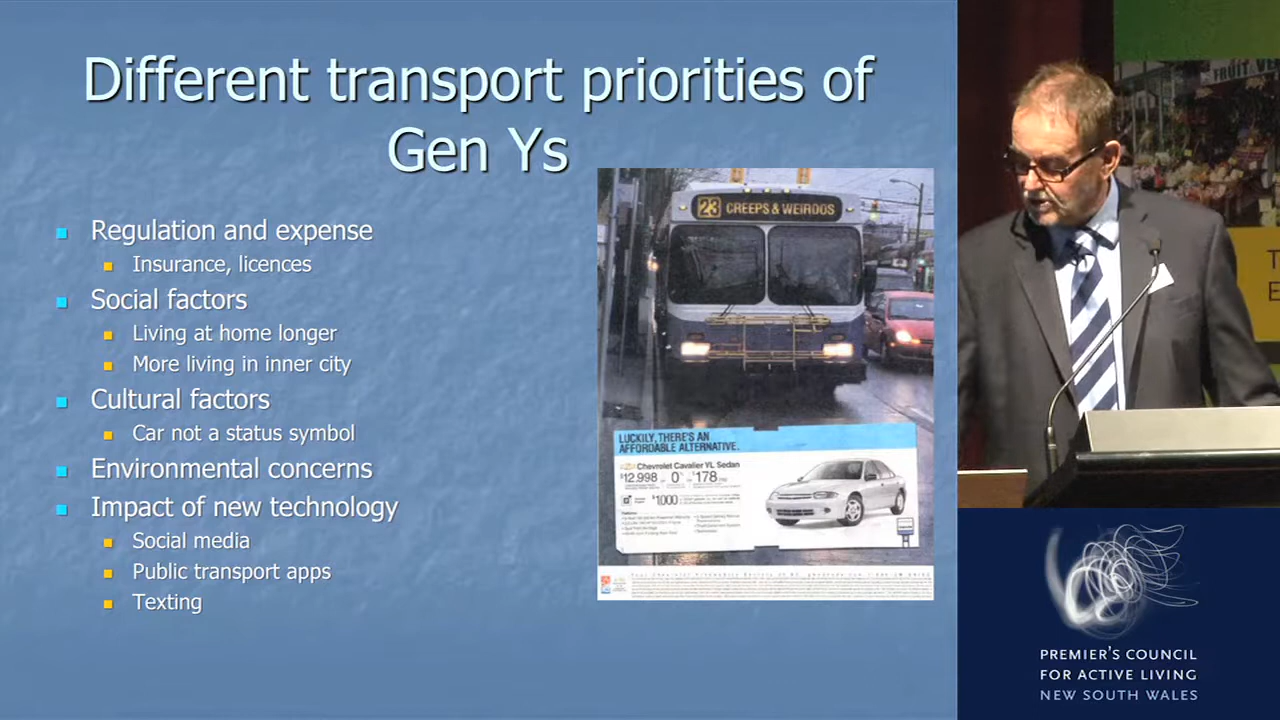 Different transport priorities of
Gen Ys
Regulation and expense
Insurance, licences
Social factors
Living at home longer
More living in inner city
Cultural factors
Car not a status symbol
Environmental concerns
Impact of new technology
Social media
Public transport apps
Texting
23 CREEPS & WEIRDOS
LUCKILY, THERE'S AN
AFFORDABLE ALTERNATIVE.
Chevrolet Cavalier VL Sedan
$12,998 0% $178
$1000
FRUIT
PREMIER'S COUNCIL
FOR ACTIVE LIVING
NEW SOUTH WALES